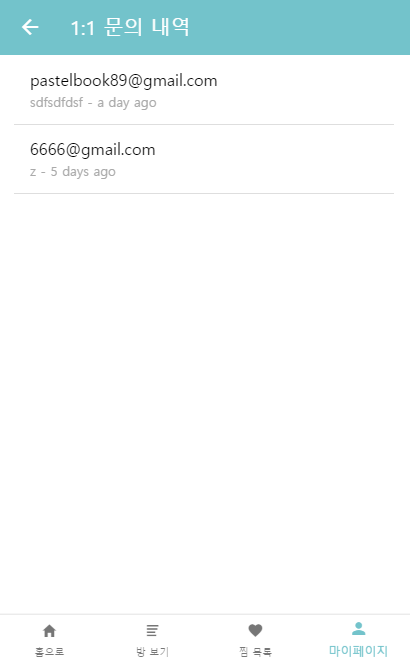 1:1 문의 내역
pastelbook89@gmail.com
sdfsdfdsf - a day ago
6666@gmail.com
z - 5 days ago
홈으로
방 보기
찜 목록
마이페이지